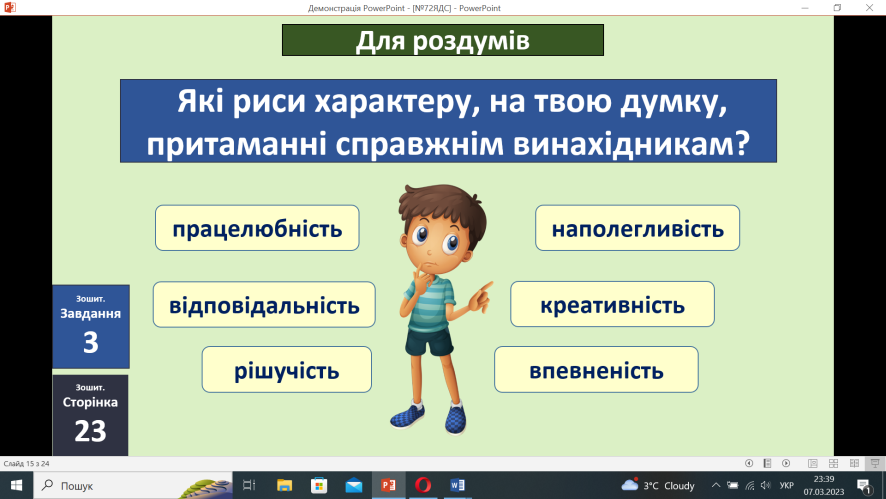 Демонстрація PowerPoint - [№72ЯДС] - PowerPoint
Для роздумів
Які риси характеру, на твою думку,
притаманні справжнім винахідникам?
працелюбність
наполегливість
відповідальність
креативність
рішучість
впевненість
Зошит.
Завдання
3
Зошит.
Сторінка
23
Слайд 15 з 24
Пошук
3°C Cloudy
УКР
23:39
07.03.2023
1